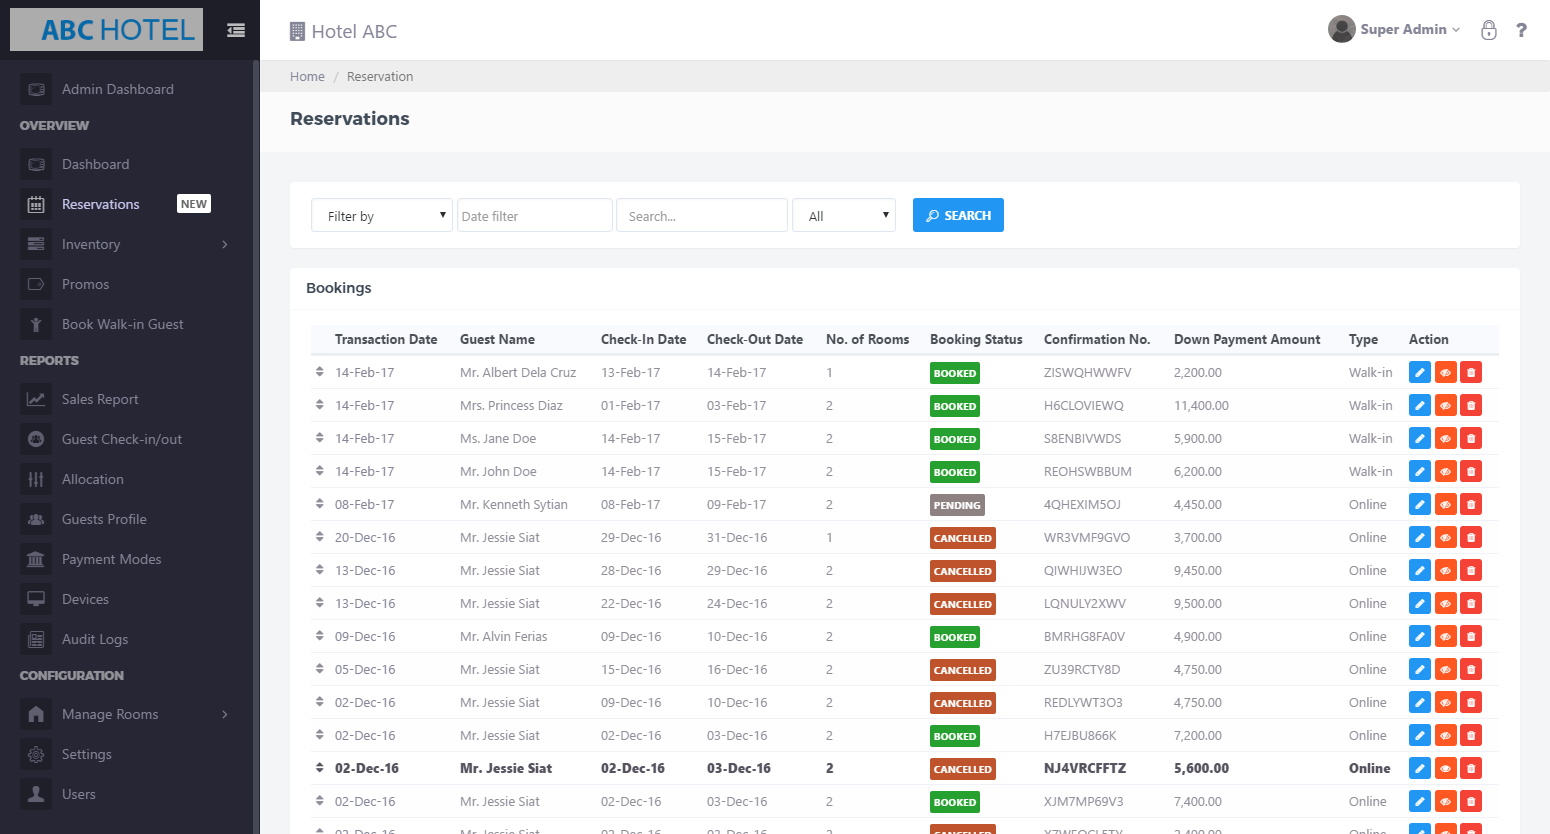 ABC HOTEL
Hotel ABC
Super Admin
?
Home / Reservation
Reservations
Admin Dashboard
OVERVIEW
Dashboard
Reservations NEW
Inventory
Promos
Book Walk-in Guest
REPORTS
Sales Report
Guest Check-in/out
Allocation
Guests Profile
Payment Modes
Devices
Audit Logs
CONFIGURATION
Manage Rooms
Settings
Users
Filter by Date filter Search... All SEARCH
Bookings
Transaction Date Guest Name Check-In Date Check-Out Date No. of Rooms Booking Status Confirmation No. Down Payment Amount Type Action
14-Feb-17 Mr. Albert Dela Cruz 13-Feb-17 14-Feb-17 1 BOOKED ZISWQHWWFV 2,200.00 Walk-in
14-Feb-17 Mrs. Princess Diaz 01-Feb-17 03-Feb-17 2 BOOKED H6CLOVIEWQ 11,400.00 Walk-in
14-Feb-17 Ms. Jane Doe 14-Feb-17 15-Feb-17 2 BOOKED S8ENBIVWDS 5,900.00 Walk-in
14-Feb-17 Mr. John Doe 14-Feb-17 15-Feb-17 2 BOOKED REOHSWBBUM 6,200.00 Walk-in
08-Feb-17 Mr. Kenneth Sytian 08-Feb-17 09-Feb-17 2 PENDING 4QHEXIM5OJ 4,450.00 Online
20-Dec-16 Mr. Jessie Siat 29-Dec-16 31-Dec-16 1 CANCELLED WR3VMF9GVO 3,700.00 Online
13-Dec-16 Mr. Jessie Siat 28-Dec-16 29-Dec-16 2 CANCELLED QIWHIJW3EO 9,450.00 Online
13-Dec-16 Mr. Jessie Siat 22-Dec-16 24-Dec-16 2 CANCELLED LQNULY2XWV 9,500.00 Online
09-Dec-16 Mr. Alvin Ferias 09-Dec-16 10-Dec-16 2 BOOKED BMRHG8FA0V 4,900.00 Online
05-Dec-16 Mr. Jessie Siat 15-Dec-16 16-Dec-16 2 CANCELLED ZU39RCTY8D 4,750.00 Online
02-Dec-16 Mr. Jessie Siat 09-Dec-16 10-Dec-16 2 CANCELLED REDLYWT3O3 4,750.00 Online
02-Dec-16 Mr. Jessie Siat 02-Dec-16 03-Dec-16 2 BOOKED H7EJBU866K 7,200.00 Online
02-Dec-16 Mr. Jessie Siat 02-Dec-16 03-Dec-16 2 CANCELLED NJ4VRCFFTZ 5,600.00 Online
02-Dec-16 Mr. Jessie Siat 02-Dec-16 03-Dec-16 2 BOOKED XJM7MP69V3 7,400.00 Online